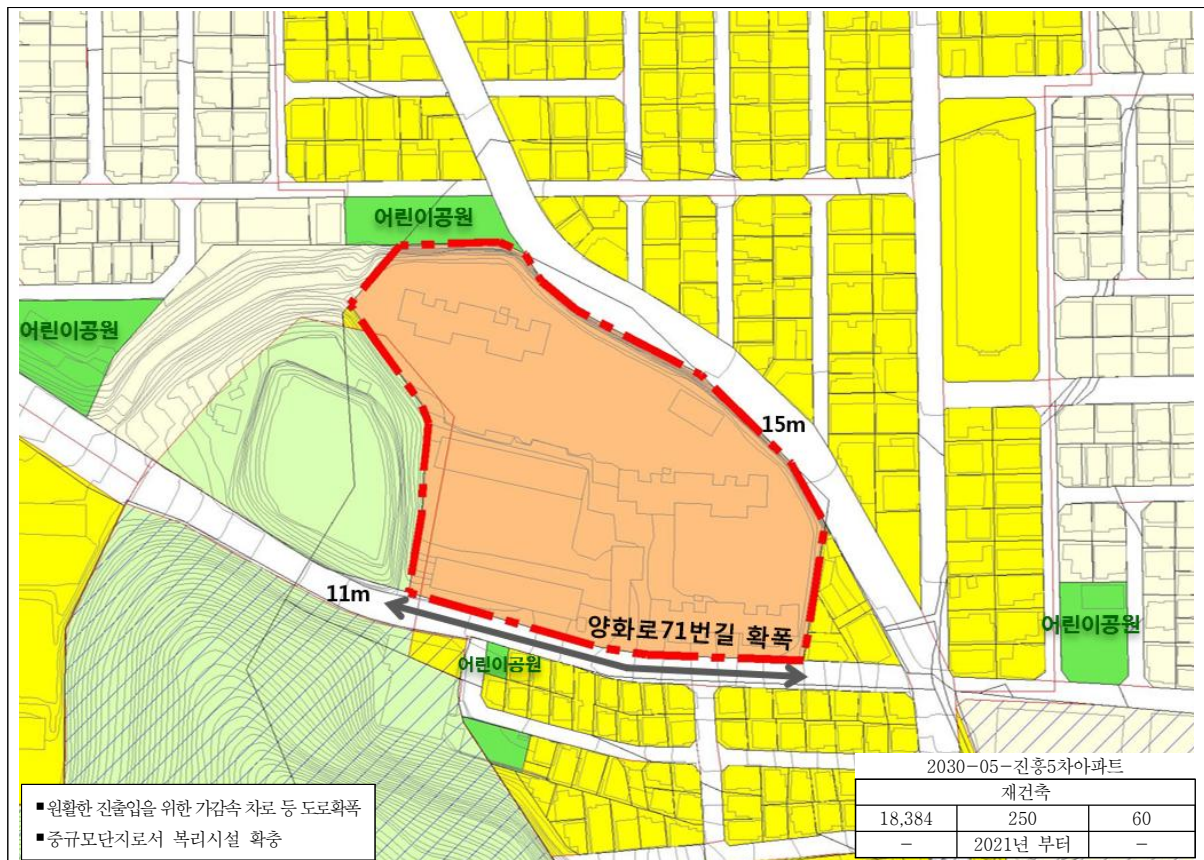 어린이공원
어린이공원
15m
11m
양화로71번길 확폭
어린이공원
어린이공원
■ 원활한 진출입을 위한 가감속 차로 등 도로확폭
■ 중규모단지로서 복리시설 확충
2030-05-진흥5차아파트
재건축
18,384 250 60
- 2021년 부터 -